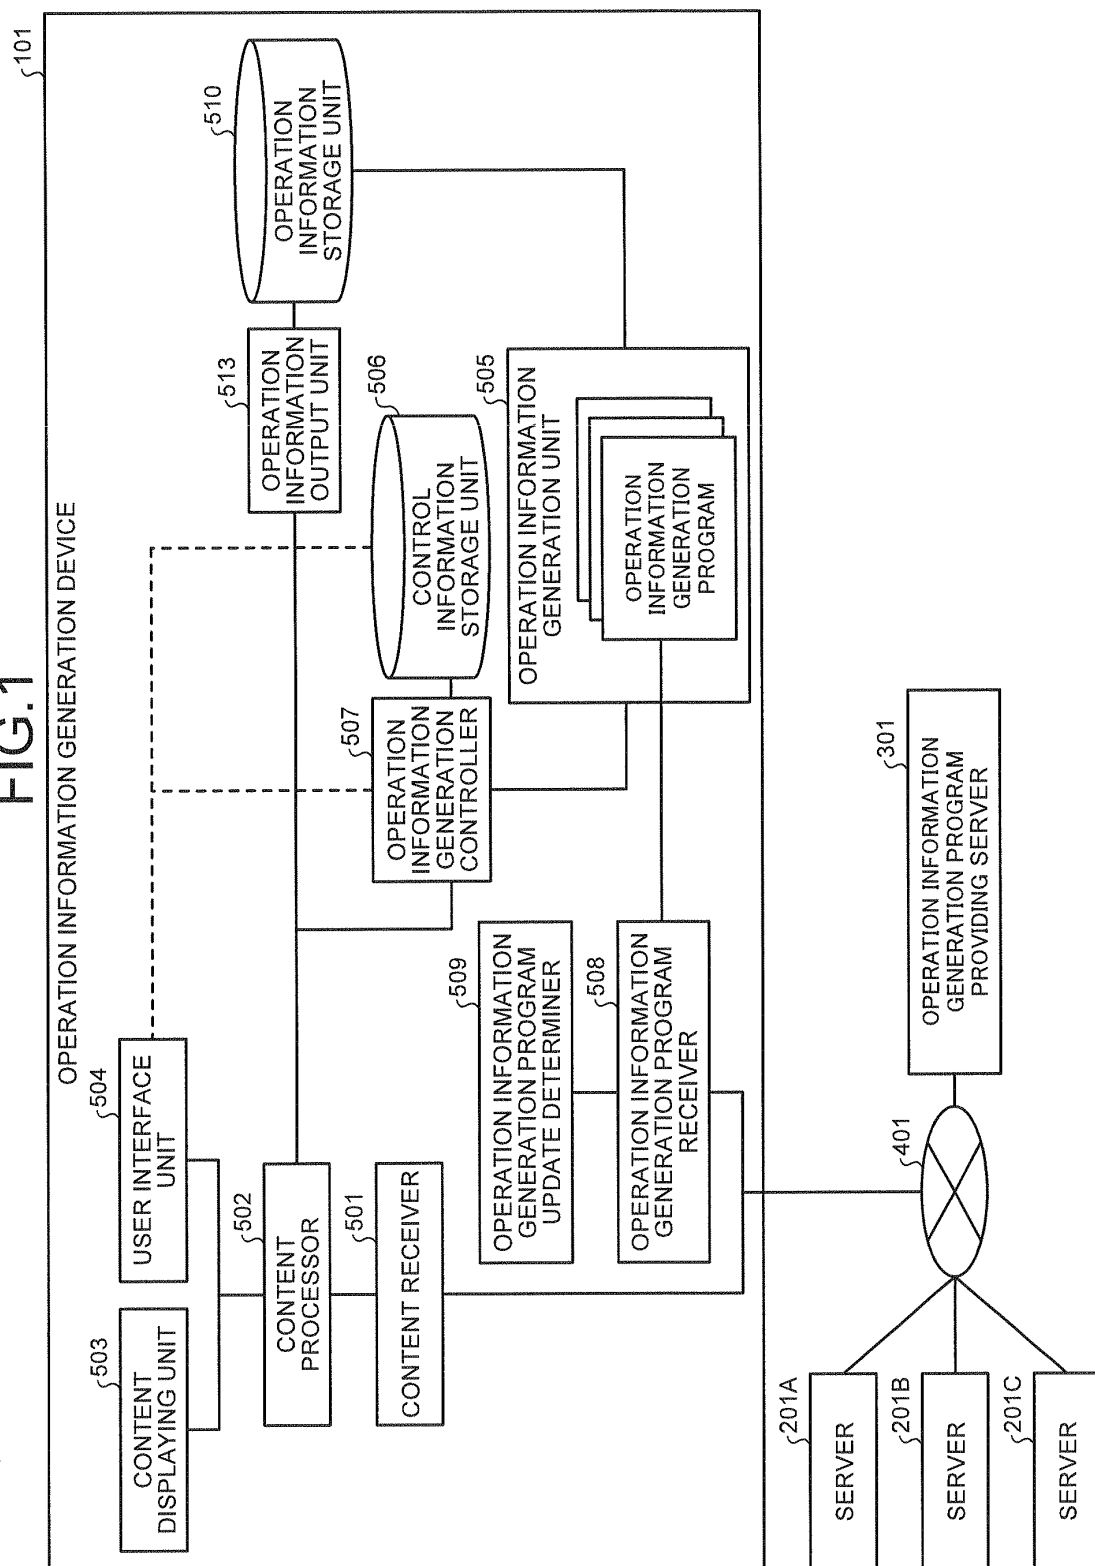 FIG.1
OPERATION INFORMATION GENERATION DEVICE
101
503
CONTENT
DISPLAYING UNIT
504
USER INTERFACE
UNIT
502
CONTENT
PROCESSOR
501
CONTENT RECEIVER
513
OPERATION
INFORMATION
OUTPUT UNIT
510
OPERATION
INFORMATION
STORAGE UNIT
507
OPERATION
INFORMATION
GENERATION
CONTROLLER
506
CONTROL
INFORMATION
STORAGE UNIT
509
OPERATION INFORMATION
GENERATION PROGRAM
UPDATE DETERMINER
508
OPERATION INFORMATION
GENERATION PROGRAM
RECEIVER
505
OPERATION INFORMATION
GENERATION UNIT
OPERATION
INFORMATION
GENERATION
PROGRAM
201A
SERVER
201B
SERVER
201C
SERVER
401
301
OPERATION INFORMATION
GENERATION PROGRAM
PROVIDING SERVER